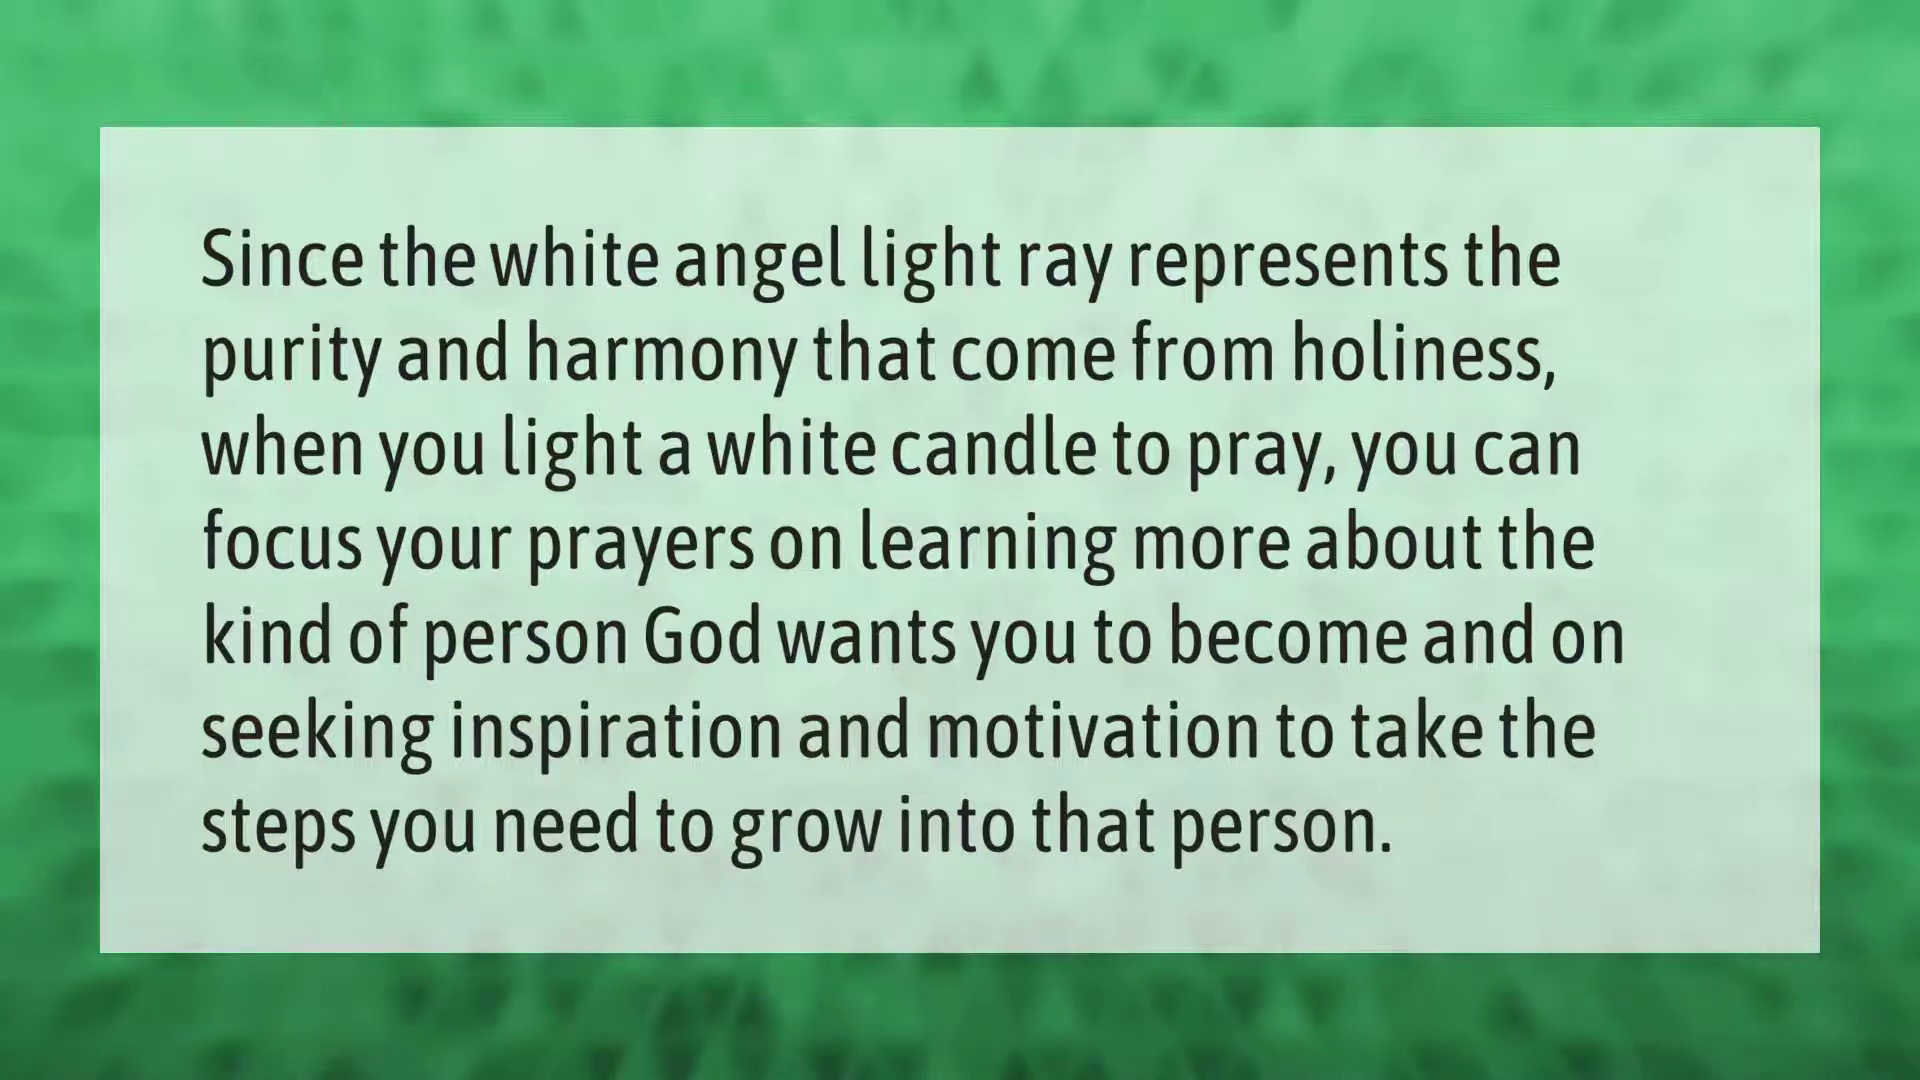 Since the white angel light ray represents the
purity and harmony that come from holiness,
when you light a white candle to pray, you can
focus your prayers on learning more about the
kind of person God wants you to become and on
seeking inspiration and motivation to take the
steps you need to grow into that person.